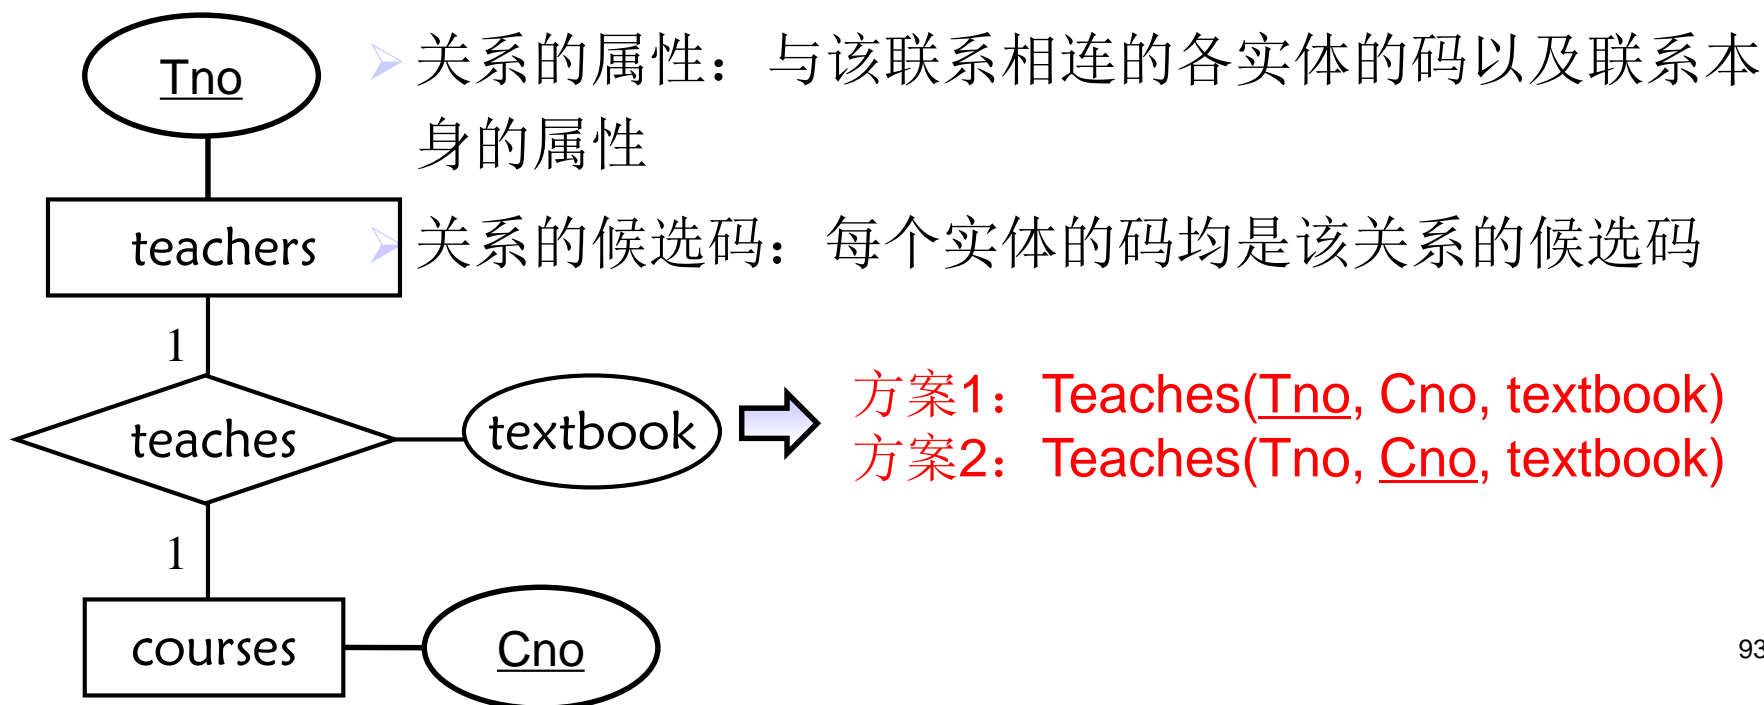 Tno
关系的属性：与该联系相连的各实体的码以及联系本
身的属性
teachers
关系的候选码：每个实体的码均是该关系的候选码
1
teaches
textbook
方案1：Teaches(Tno, Cno, textbook)
方案2：Teaches(Tno, Cno, textbook)
1
courses
Cno
93